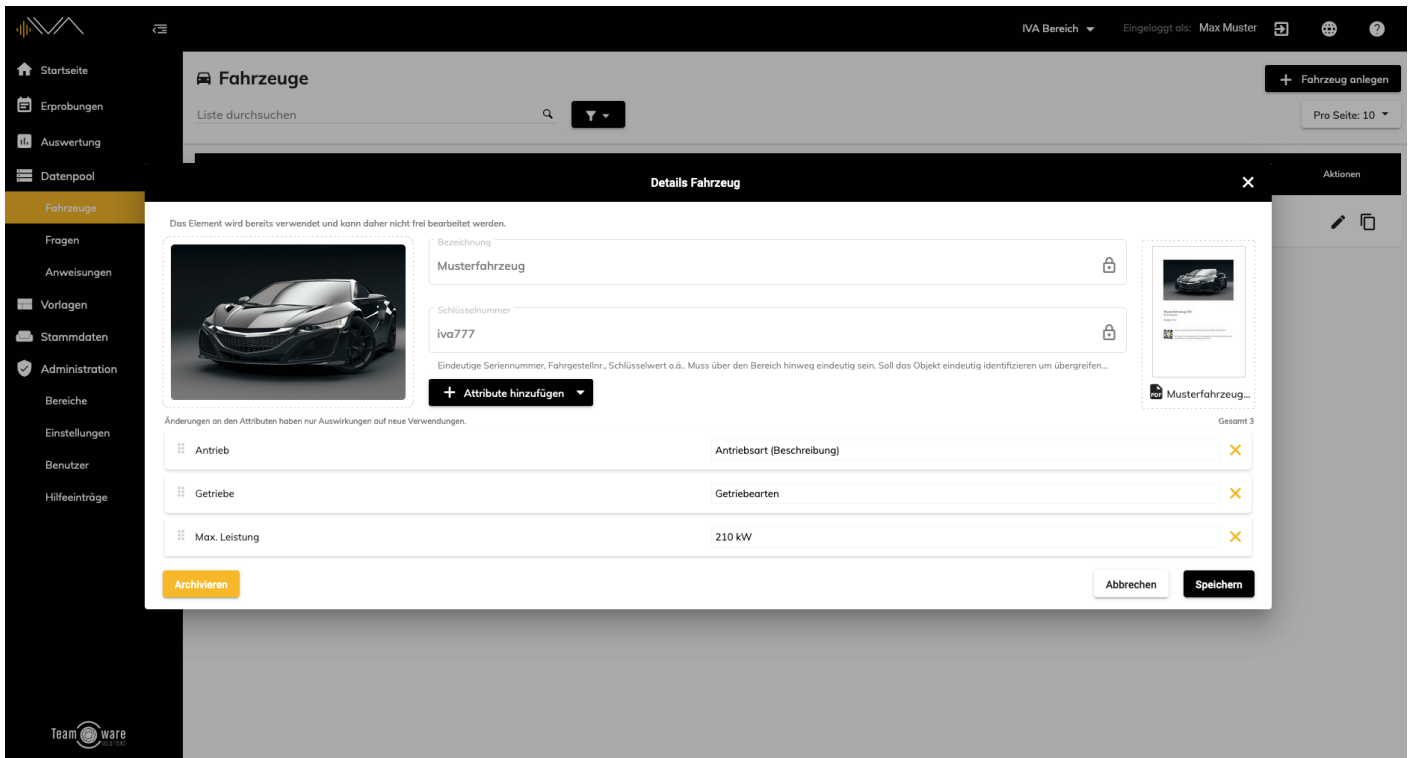 IVA Bereich
Eingeloggt als: Max Muster
Startseite
Erprobungen
Auswertung
Datenpool
Fahrzeuge
Fragen
Anweisungen
Vorlagen
Stammdaten
Administration
Bereiche
Einstellungen
Benutzer
Hilfeeinträge
Team ware
SOLUTIONS
Fahrzeuge
Fahrzeug anlegen
Liste durchsuchen
Pro Seite: 10
Aktionen
Details Fahrzeug
Das Element wird bereits verwendet und kann daher nicht frei bearbeitet werden.
Bezeichnung
Musterfahrzeug
Schlüsselnummer
iva777
Eindeutige Seriennummer, Fahrgestellnr., Schlüsselwert o.ä.. Muss über den Bereich hinweg eindeutig sein. Soll das Objekt eindeutig identifizieren um übergreifen...
Attribute hinzufügen
PDF
Musterfahrzeug...
Änderungen an den Attributen haben nur Auswirkungen auf neue Verwendungen.
Gesamt 3
Antrieb
Antriebsart (Beschreibung)
Getriebe
Getriebearten
Max. Leistung
210 kW
Archivieren
Abbrechen
Speichern